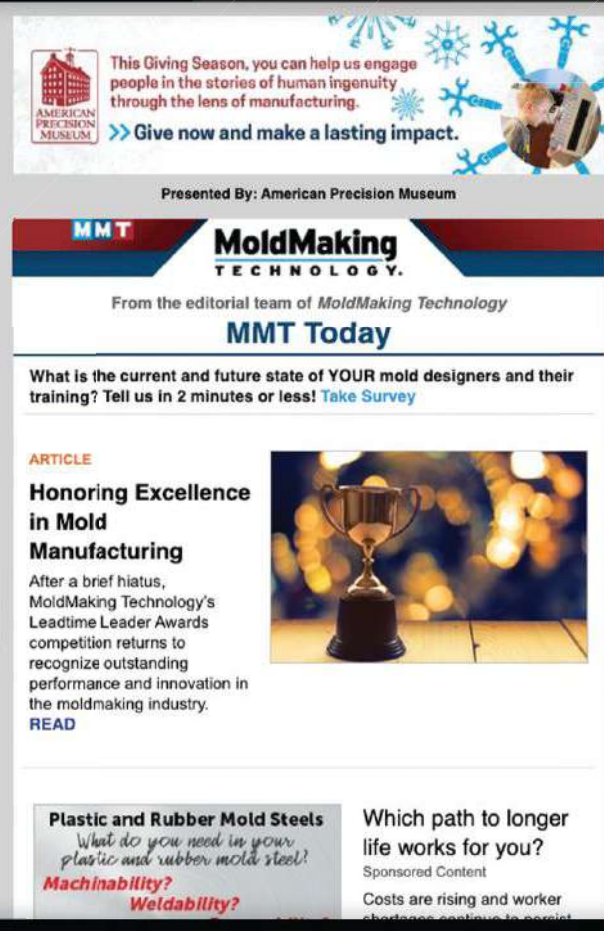 This Giving Season, you can help us engage
people in the stories of human ingenuity
through the lens of manufacturing.
>> Give now and make a lasting impact.
AMERICAN
PRECISION
MUSEUM
Presented By: American Precision Museum
MMT
MoldMaking
TECHNOLOGY.
From the editorial team of MoldMaking Technology
MMT Today
What is the current and future state of YOUR mold designers and their
training? Tell us in 2 minutes or less! Take Survey
ARTICLE
Honoring Excellence
in Mold
Manufacturing
After a brief hiatus,
MoldMaking Technology's
Leadtime Leader Awards
competition returns to
recognize outstanding
performance and innovation in
the moldmaking industry.
READ
Plastic and Rubber Mold Steels
What do you need in your
plastic and rubber mold steel?
Machinability?
Weldability?
Which path to longer
life works for you?
Sponsored Content
Costs are rising and worker
shortages continue to persist